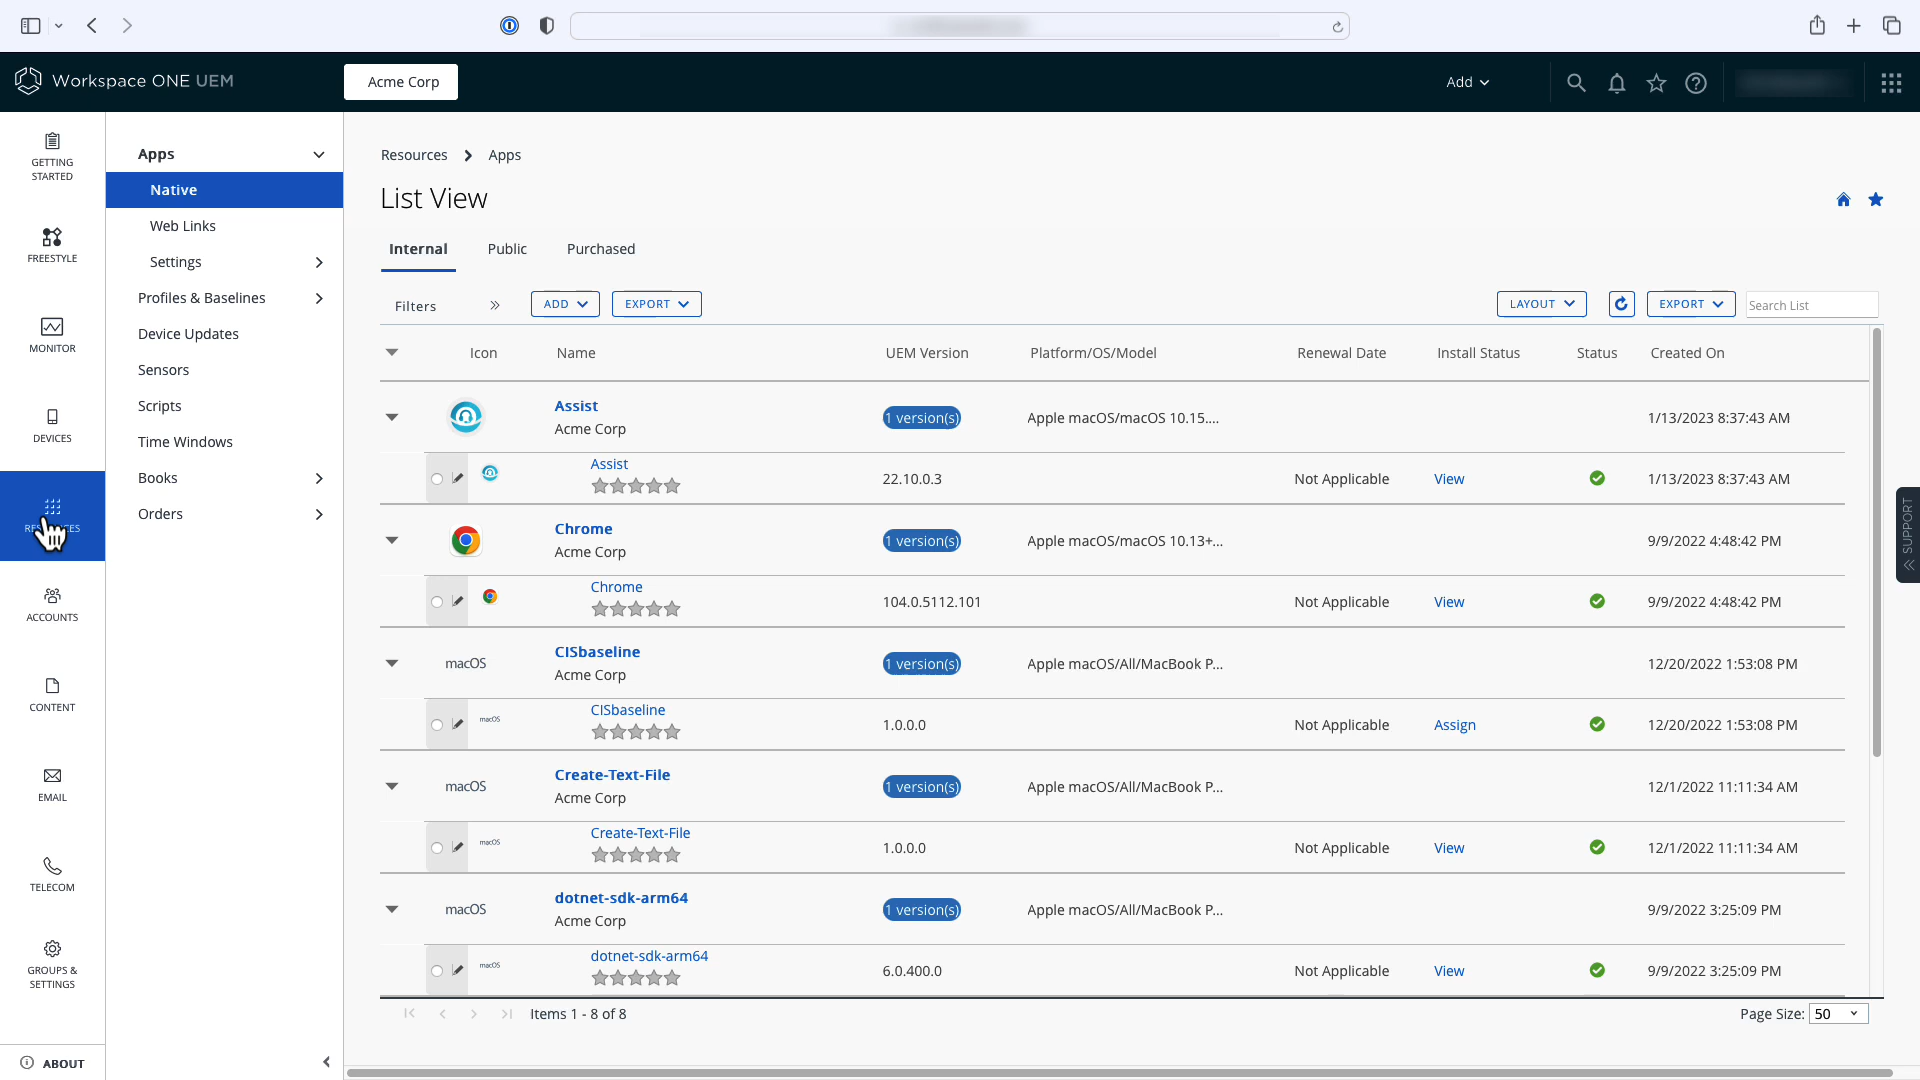 Workspace ONE UEM
Acme Corp
Add
GETTING
STARTED
FREESTYLE
MONITOR
DEVICES
ACCOUNTS
CONTENT
EMAIL
TELECOM
GROUPS &
SETTINGS
ABOUT
Apps
Native
Web Links
Settings
Profiles & Baselines
Device Updates
Sensors
Scripts
Time Windows
Books
Orders
Resources > Apps
List View
Internal Public Purchased
Filters » ADD EXPORT LAYOUT EXPORT Search List
Icon Name UEM Version Platform/OS/Model Renewal Date Install Status Status Created On
Assist
Acme Corp
1 version(s) Apple macOS/macOS 10.15.... 1/13/2023 8:37:43 AM
Assist
22.10.0.3 Not Applicable View 1/13/2023 8:37:43 AM
Chrome
Acme Corp
1 version(s) Apple macOS/macOS 10.13+... 9/9/2022 4:48:42 PM
Chrome
104.0.5112.101 Not Applicable View 9/9/2022 4:48:42 PM
macOS
CISbaseline
Acme Corp
1 version(s) Apple macOS/All/MacBook P... 12/20/2022 1:53:08 PM
macOS
CISbaseline
1.0.0.0 Not Applicable Assign 12/20/2022 1:53:08 PM
macOS
Create-Text-File
Acme Corp
1 version(s) Apple macOS/All/MacBook P... 12/1/2022 11:11:34 AM
macOS
Create-Text-File
1.0.0.0 Not Applicable View 12/1/2022 11:11:34 AM
macOS
dotnet-sdk-arm64
Acme Corp
1 version(s) Apple macOS/All/MacBook P... 9/9/2022 3:25:09 PM
macOS
dotnet-sdk-arm64
6.0.400.0 Not Applicable View 9/9/2022 3:25:09 PM
Items 1 - 8 of 8 Page Size: 50
SUPPORT